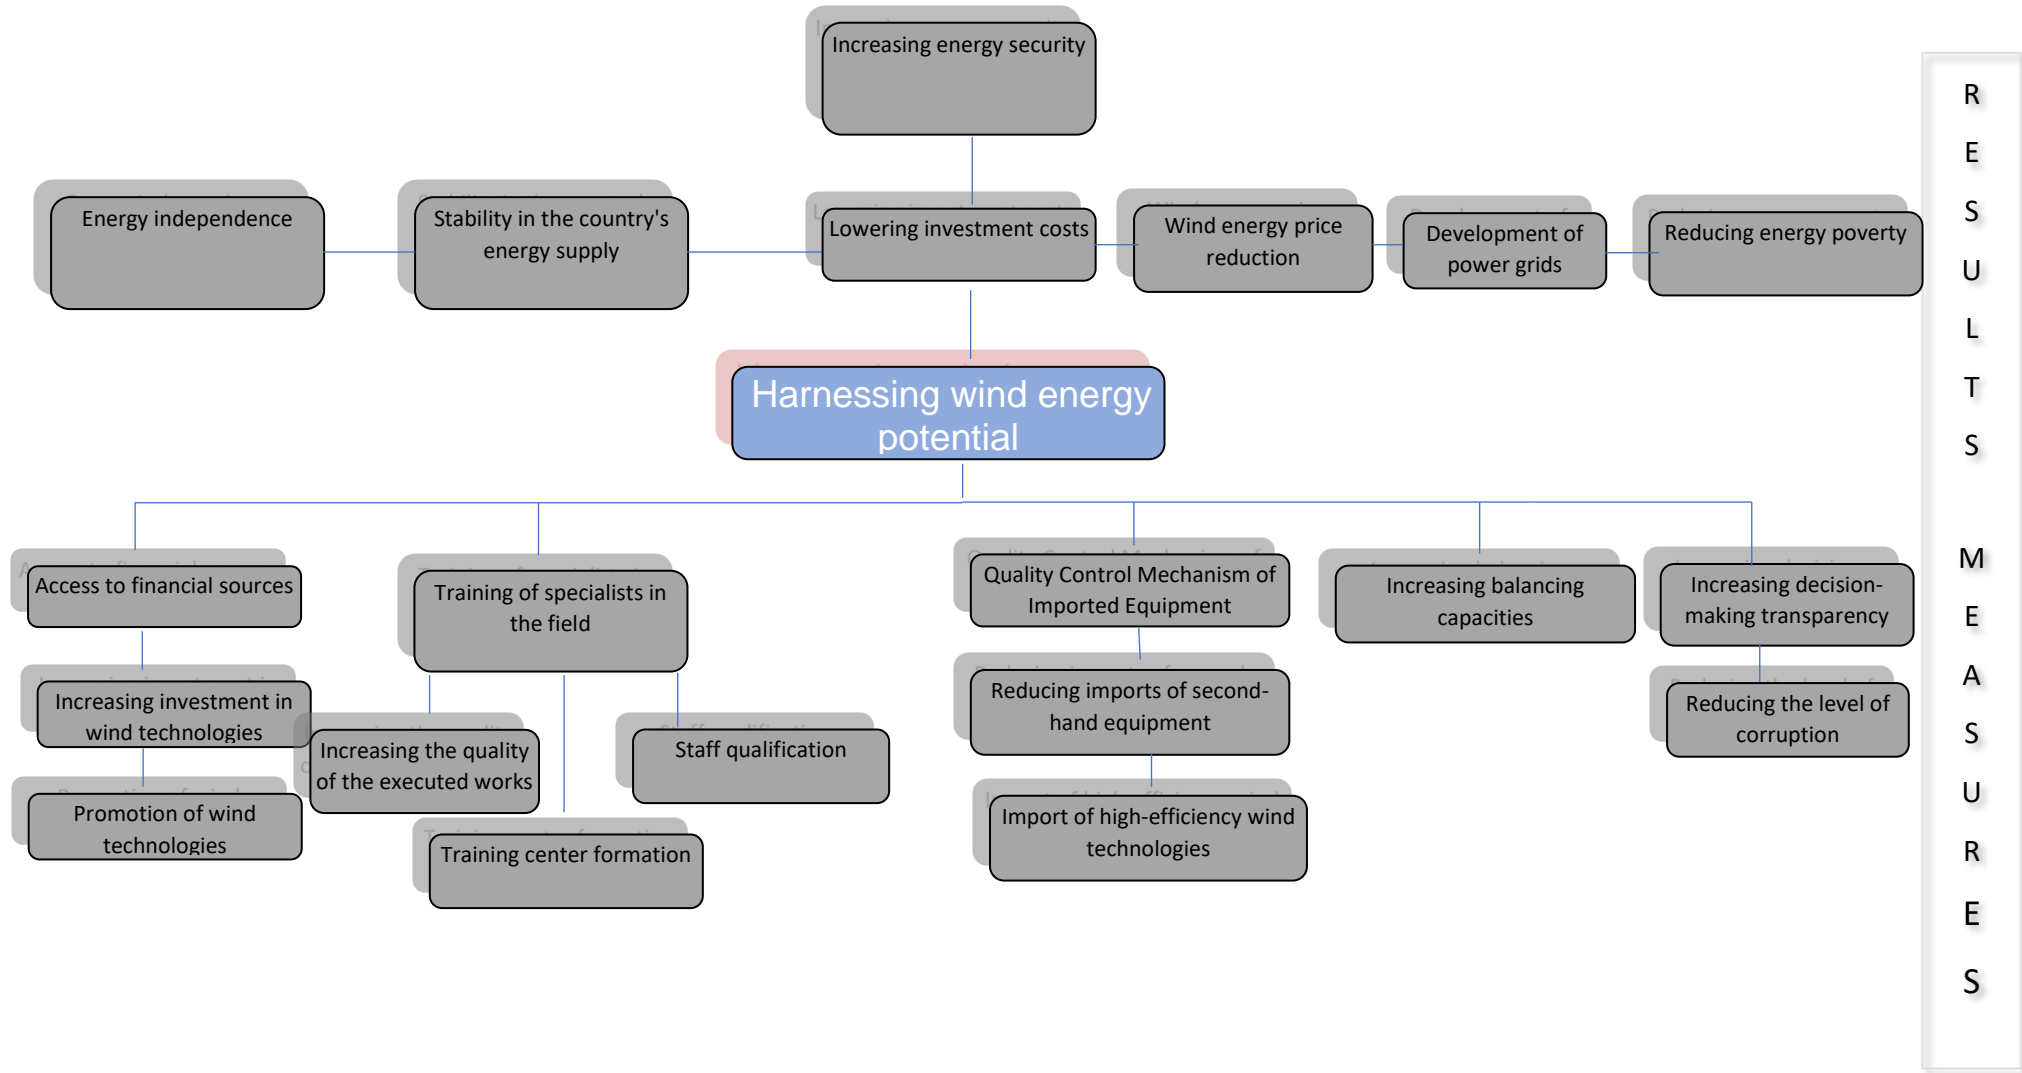 Increasing energy security
Energy independence
Stability in the country's
energy supply
Lowering investment costs
Wind energy price
reduction
Development of
power grids
Reducing energy poverty
Harnessing wind energy
potential
Access to financial sources
Increasing investment in
wind technologies
Promotion of wind
technologies
Training of specialists in
the field
Increasing the quality
of the executed works
Training center formation
Staff qualification
Quality Control Mechanism of
Imported Equipment
Reducing imports of second-
hand equipment
Import of high-efficiency wind
technologies
Increasing balancing
capacities
Increasing decision-
making transparency
Reducing the level of
corruption
R
E
S
U
L
T
S
M
E
A
S
U
R
E
S